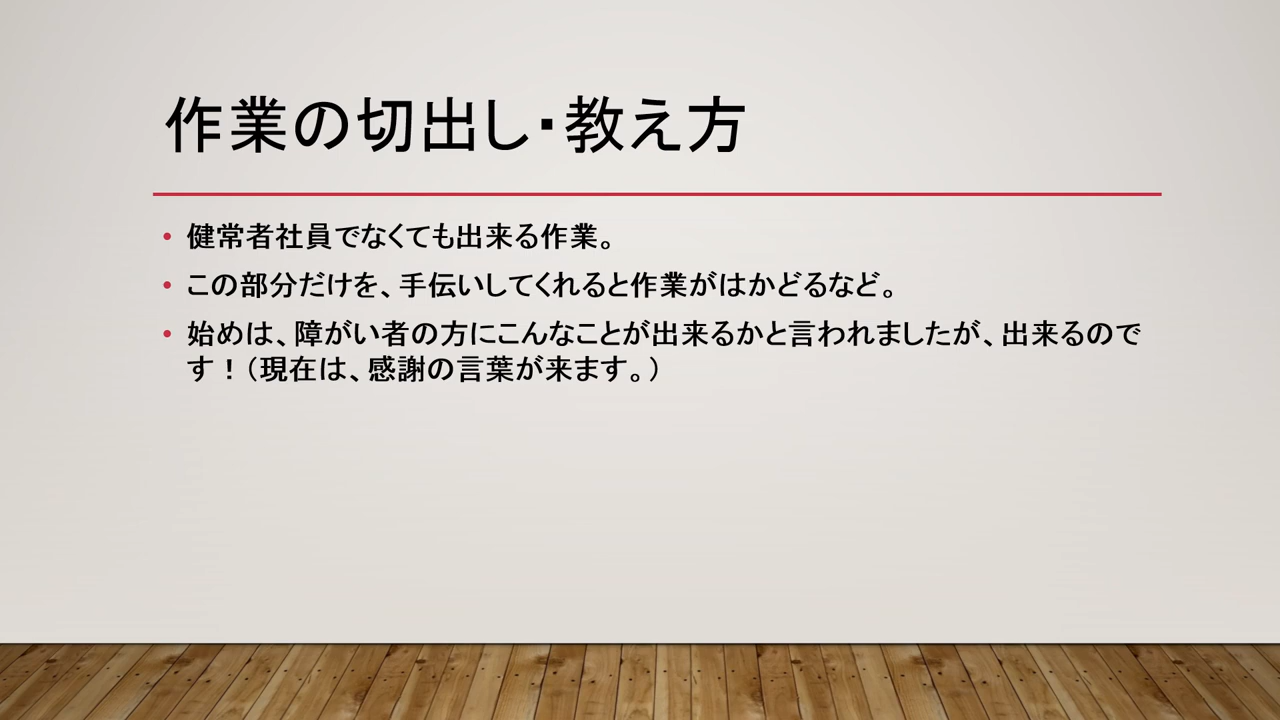 作業の切出し・教え方
• 健常者社員でなくても出来る作業。
• この部分だけを、手伝いしてくれると作業がはかどるなど。
• 始めは、障がい者の方にこんなことが出来るかと言われましたが、出来るので
す！（現在は、感謝の言葉が来ます。）